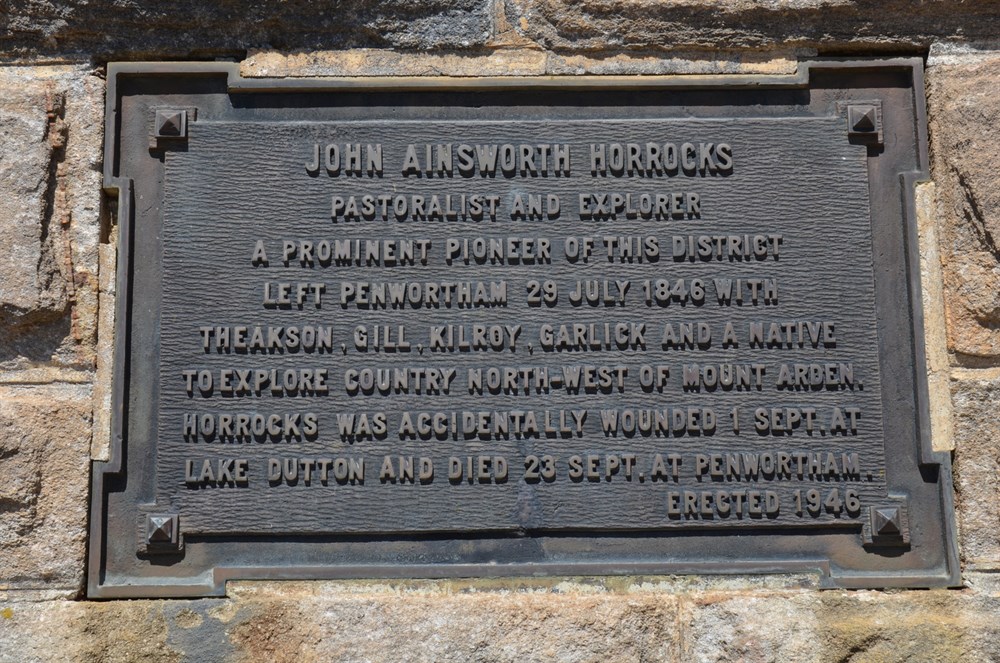 JOHN AINSWORTH HORROCKS
PASTORALIST AND EXPLORER
A PROMINENT PIONEER OF THIS DISTRICT
LEFT PENWORTHAM 29 JULY 1846 WITH
THEAKSON, GILL, KILROY, GARLICK AND A NATIVE
TO EXPLORE COUNTRY NORTH-WEST OF MOUNT ARDEN.
HORROCKS WAS ACCIDENTALLY WOUNDED 1 SEPT. AT
LAKE DUTTON AND DIED 23 SEPT. AT PENWORTHAM.
ERECTED 1946